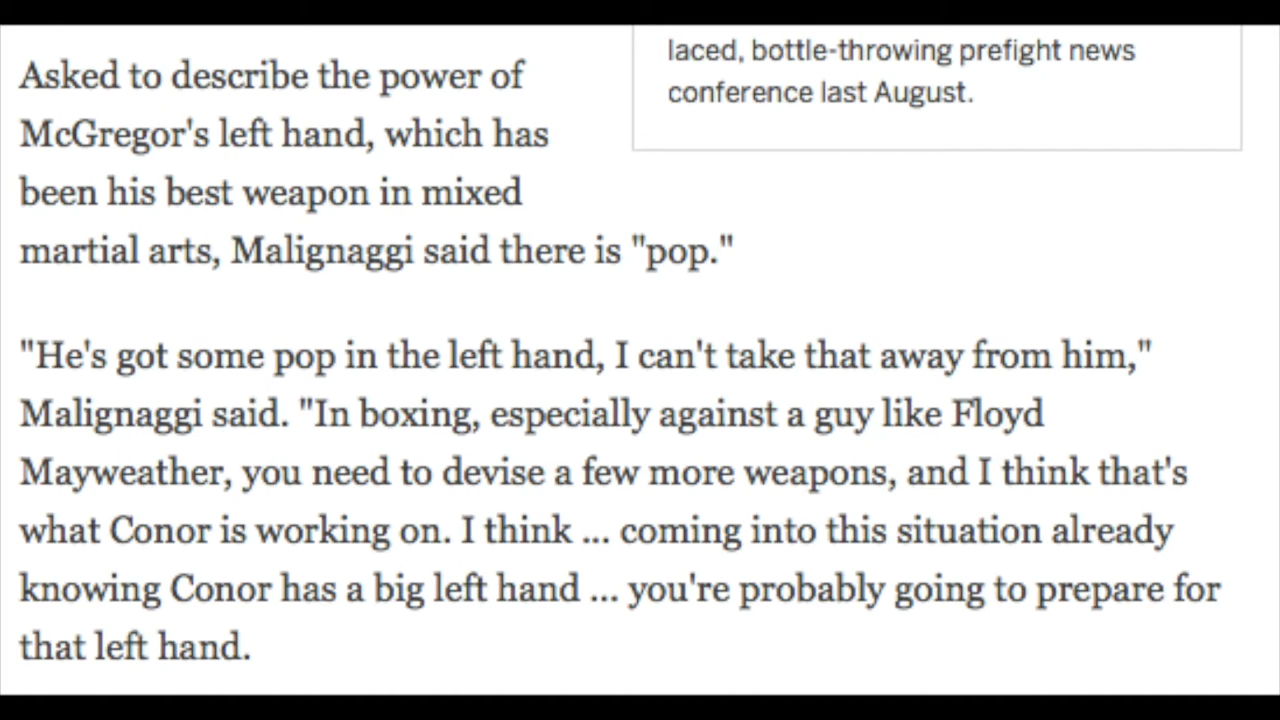 laced, bottle-throwing prefight news
conference last August.
Asked to describe the power of
McGregor's left hand, which has
been his best weapon in mixed
martial arts, Malignaggi said there is "pop."
"He's got some pop in the left hand, I can't take that away from him,"
Malignaggi said. "In boxing, especially against a guy like Floyd
Mayweather, you need to devise a few more weapons, and I think that's
what Conor is working on. I think ... coming into this situation already
knowing Conor has a big left hand ... you're probably going to prepare for
that left hand.